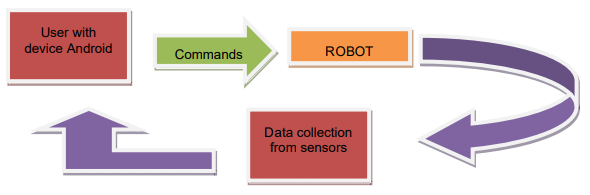 User with
device Android
Commands
ROBOT
Data collection
from sensors